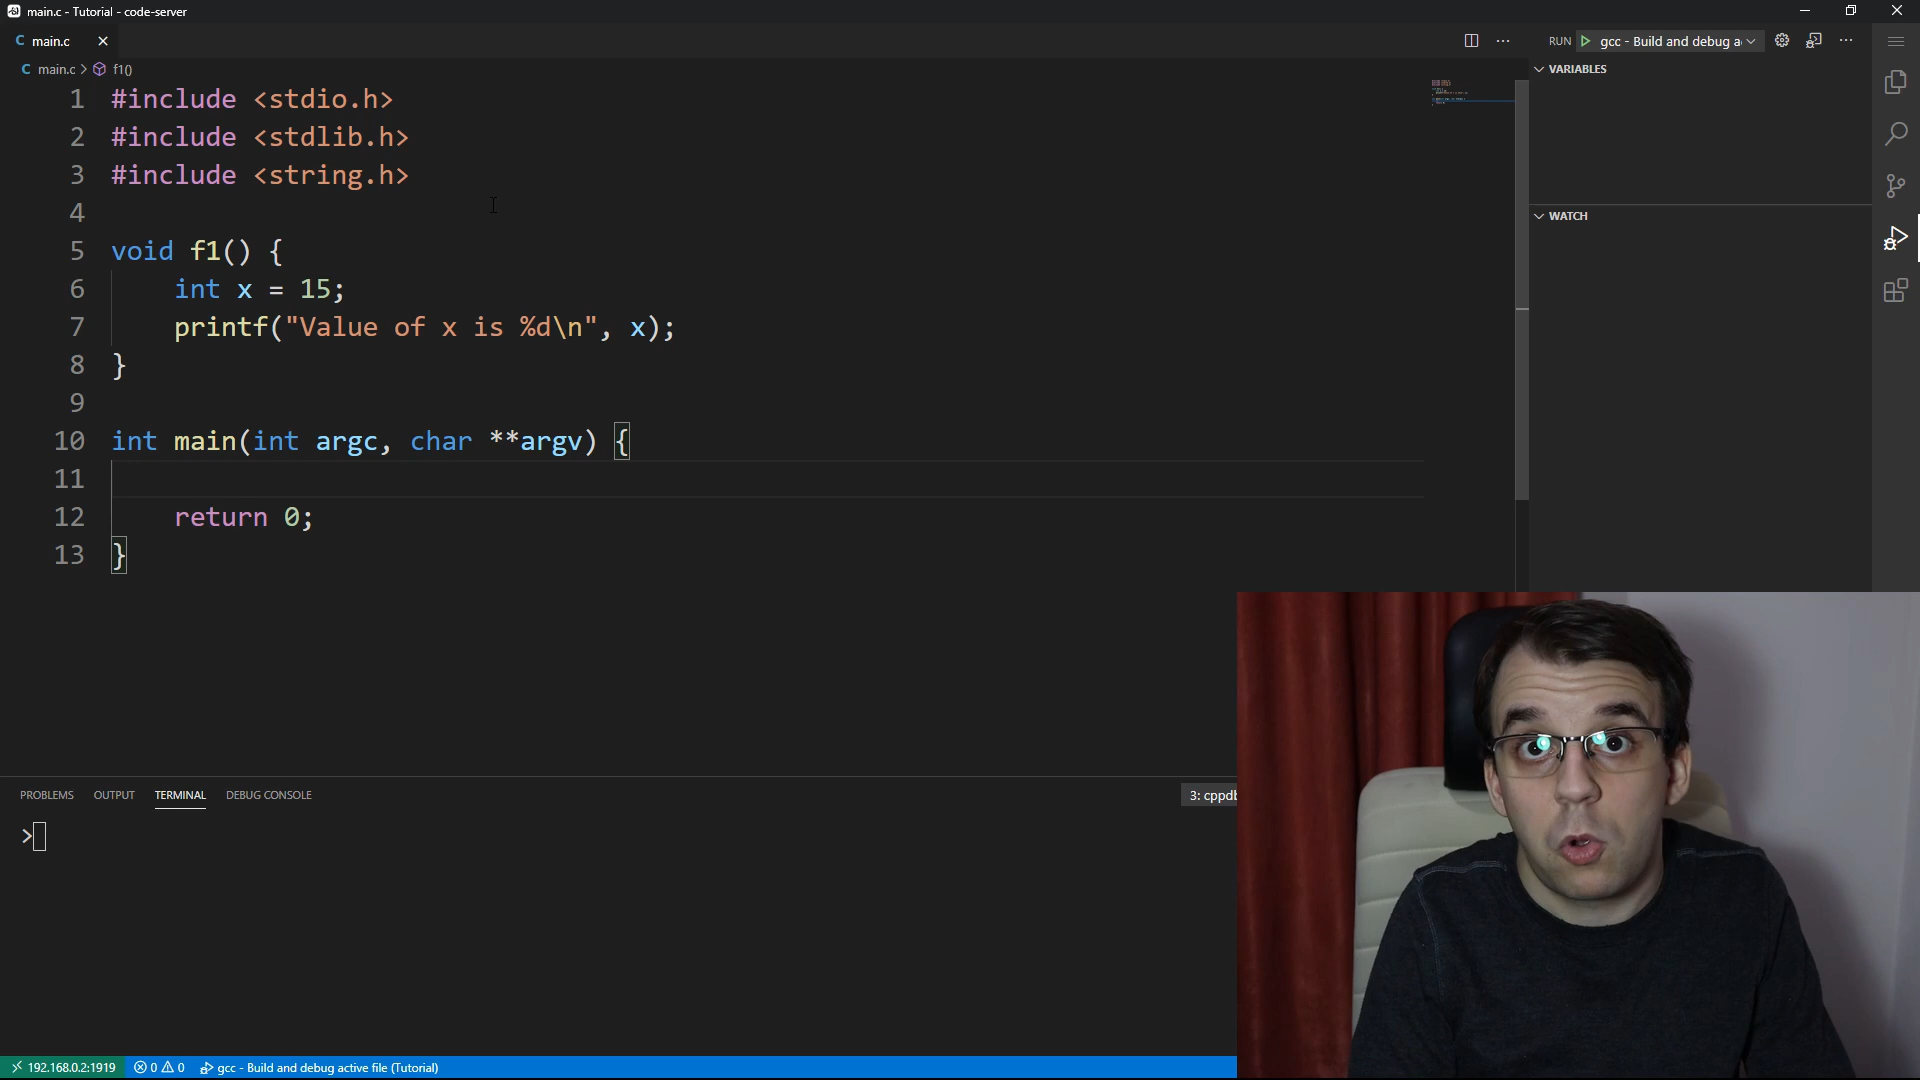 main.c - Tutorial - code-server
main.c
RUN gcc - Build and debug a
main.c > f1()
VARIABLES
1 #include <stdio.h>
2 #include <stdlib.h>
3 #include <string.h>
4
WATCH
5 void f1() {
6 int x = 15;
7 printf("Value of x is %d\n", x);
8 }
9
10 int main(int argc, char **argv) {
11
12 return 0;
13 }
PROBLEMS OUTPUT TERMINAL DEBUG CONSOLE
3: cppdb
>
192.168.0.2:1919 0 0 gcc - Build and debug active file (Tutorial)